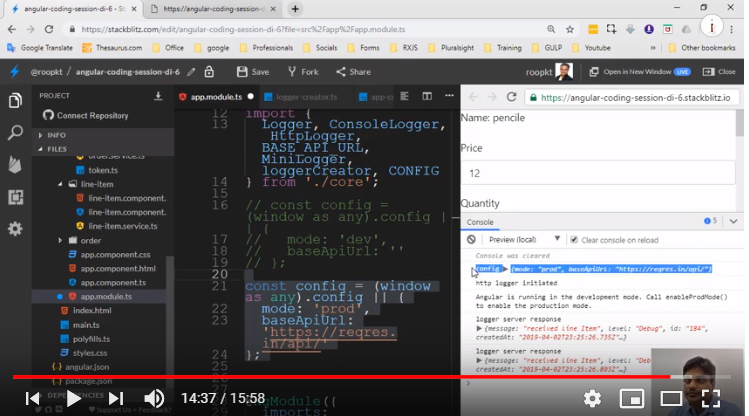 angular-coding-session-di-6 - St
https://angular-coding-session-d
https://stackblitz.com/edit/angular-coding-session-di-6?file=src%2Fapp%2Fapp.module.ts
Google Translate
Thesaurus.com
Office
google
Professionals
Socials
Forms
RXJS
Pluralsight
Training
GULP
Youtube
Other bookmarks
@roopkt / angular-coding-session-di-6
Save
Fork
Share
roopkt
Open in New Window
Close
PROJECT
Connect Repository
INFO
FILES
token.ts
line-item
line-item.component.
line-item.component.
line-item.service.ts
order
app.component.css
app.component.html
app.component.ts
app.module.ts
index.html
main.ts
polyfills.ts
styles.css
angular.json
package.json
DEPENDENCIES
app.module.ts
logger-creator.ts
12 import {
13 Logger, ConsoleLogger,
HttpLogger,
BASE_API_URL,
MiniLogger,
loggerCreator, CONFIG
14 } from './core';
15
16 // const config =
(window as any).config |
| {
17 // mode: 'dev',
18 // baseApiUrl: ''
19 // };
20
21 const config = (window
as any).config || {
22 mode: 'prod',
23 baseApiUrl:
'https://reqres.
in/api/'
24 };
25
imports:
https://angular-coding-session-di-6.stackblitz.io
Name: pencile
Price
12
Quantity
Console
5
Preview (local)
Clear console on reload
Console was cleared
config {mode: "prod", baseApiUrl: "https://reqres.in/api/"}
http logger initiated
Angular is running in the development mode. Call enableProdMode()
to enable the production mode.
logger server response
{message: "received line Item", level: "Debug", id: "184",
createdAt: "2019-04-02T23:25:26.735Z"…}
logger server response
{message: "received Line Item", level: "Debug",
createdAt: "2019-04-02T23:25:26.803Z"…}
14:37 / 15:58